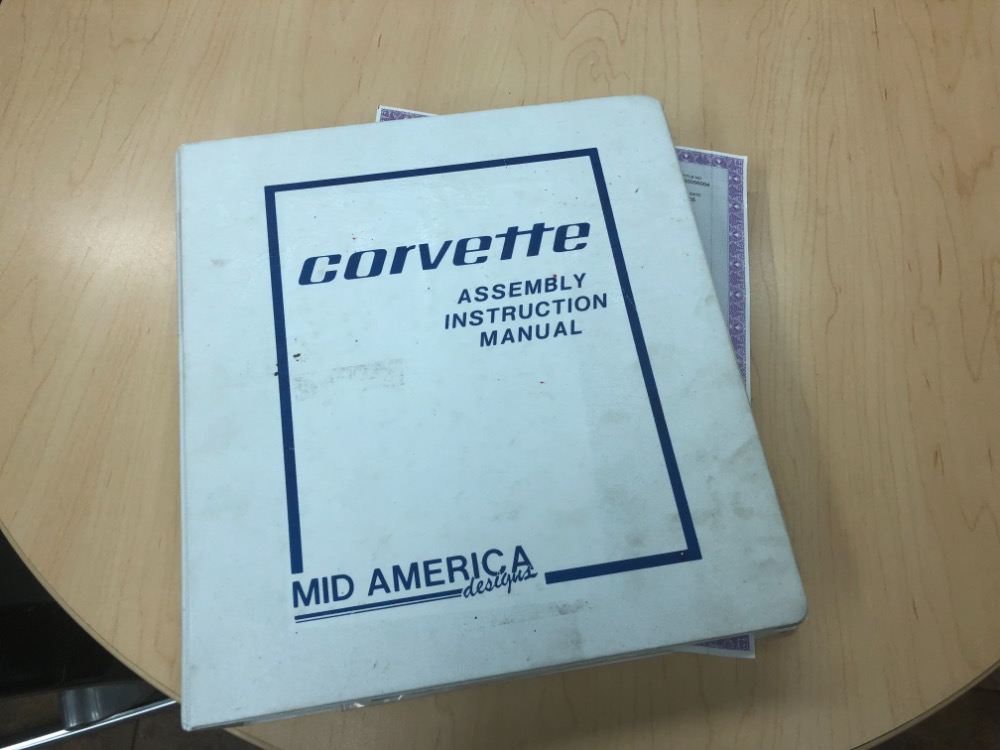 corvette
ASSEMBLY
INSTRUCTION
MANUAL
MID AMERICA
designs